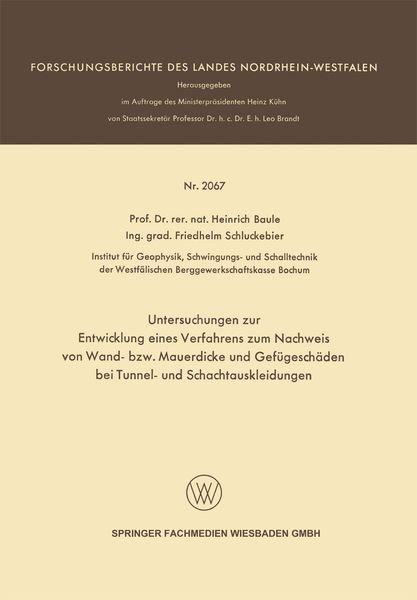 FORSCHUNGSBERICHTE DES LANDES NORDRHEIN-WESTFALEN
Herausgegeben
im Auftrage des Ministerpräsidenten Heinz Kühn
von Staatssekretär Professor Dr. h. c. Dr. E. h. Leo Brandt
Nr. 2067
Prof. Dr. rer. nat. Heinrich Baule
Ing. grad. Friedhelm Schluckebier
Institut für Geophysik, Schwingungs- und Schalltechnik
der Westfälischen Berggewerkschaftskasse Bochum
Untersuchungen zur
Entwicklung eines Verfahrens zum Nachweis
von Wand- bzw. Mauerdicke und Gefügeschäden
bei Tunnel- und Schachtauskleidungen
W
SPRINGER FACHMEDIEN WIESBADEN GMBH